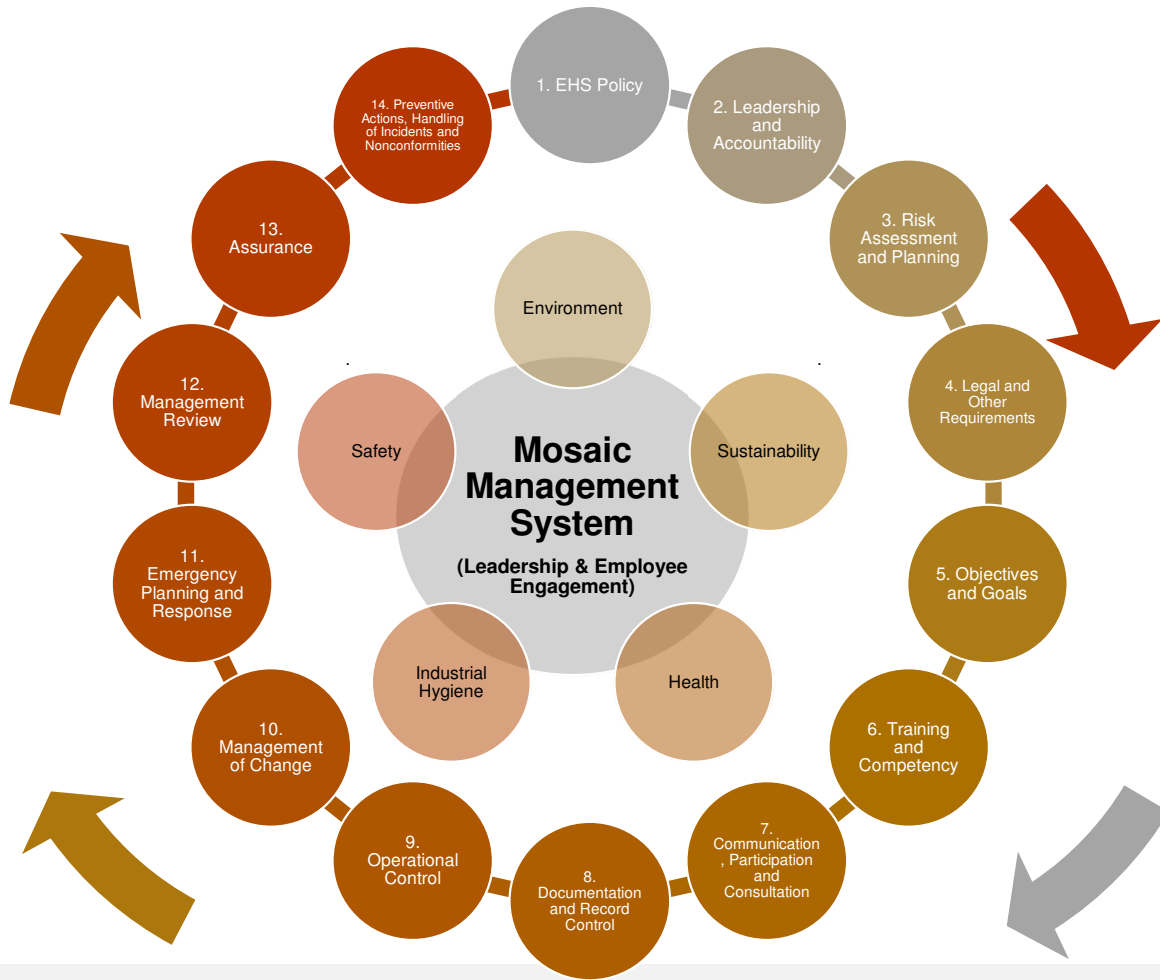 1. EHS Policy
2. Leadership
and
Accountability
3. Risk
Assessment
and Planning
4. Legal and
Other
Requirements
5. Objectives
and Goals
6. Training
and
Competency
7.
Communication
, Participation
and
Consultation
8.
Documentation
and Record
Control
9.
Operational
Control
10.
Management
of Change
11.
Emergency
Planning and
Response
12.
Management
Review
13.
Assurance
14. Preventive
Actions, Handling
of Incidents and
Nonconformities
Environment
Sustainability
Health
Industrial
Hygiene
Safety
Mosaic
Management
System
(Leadership & Employee
Engagement)